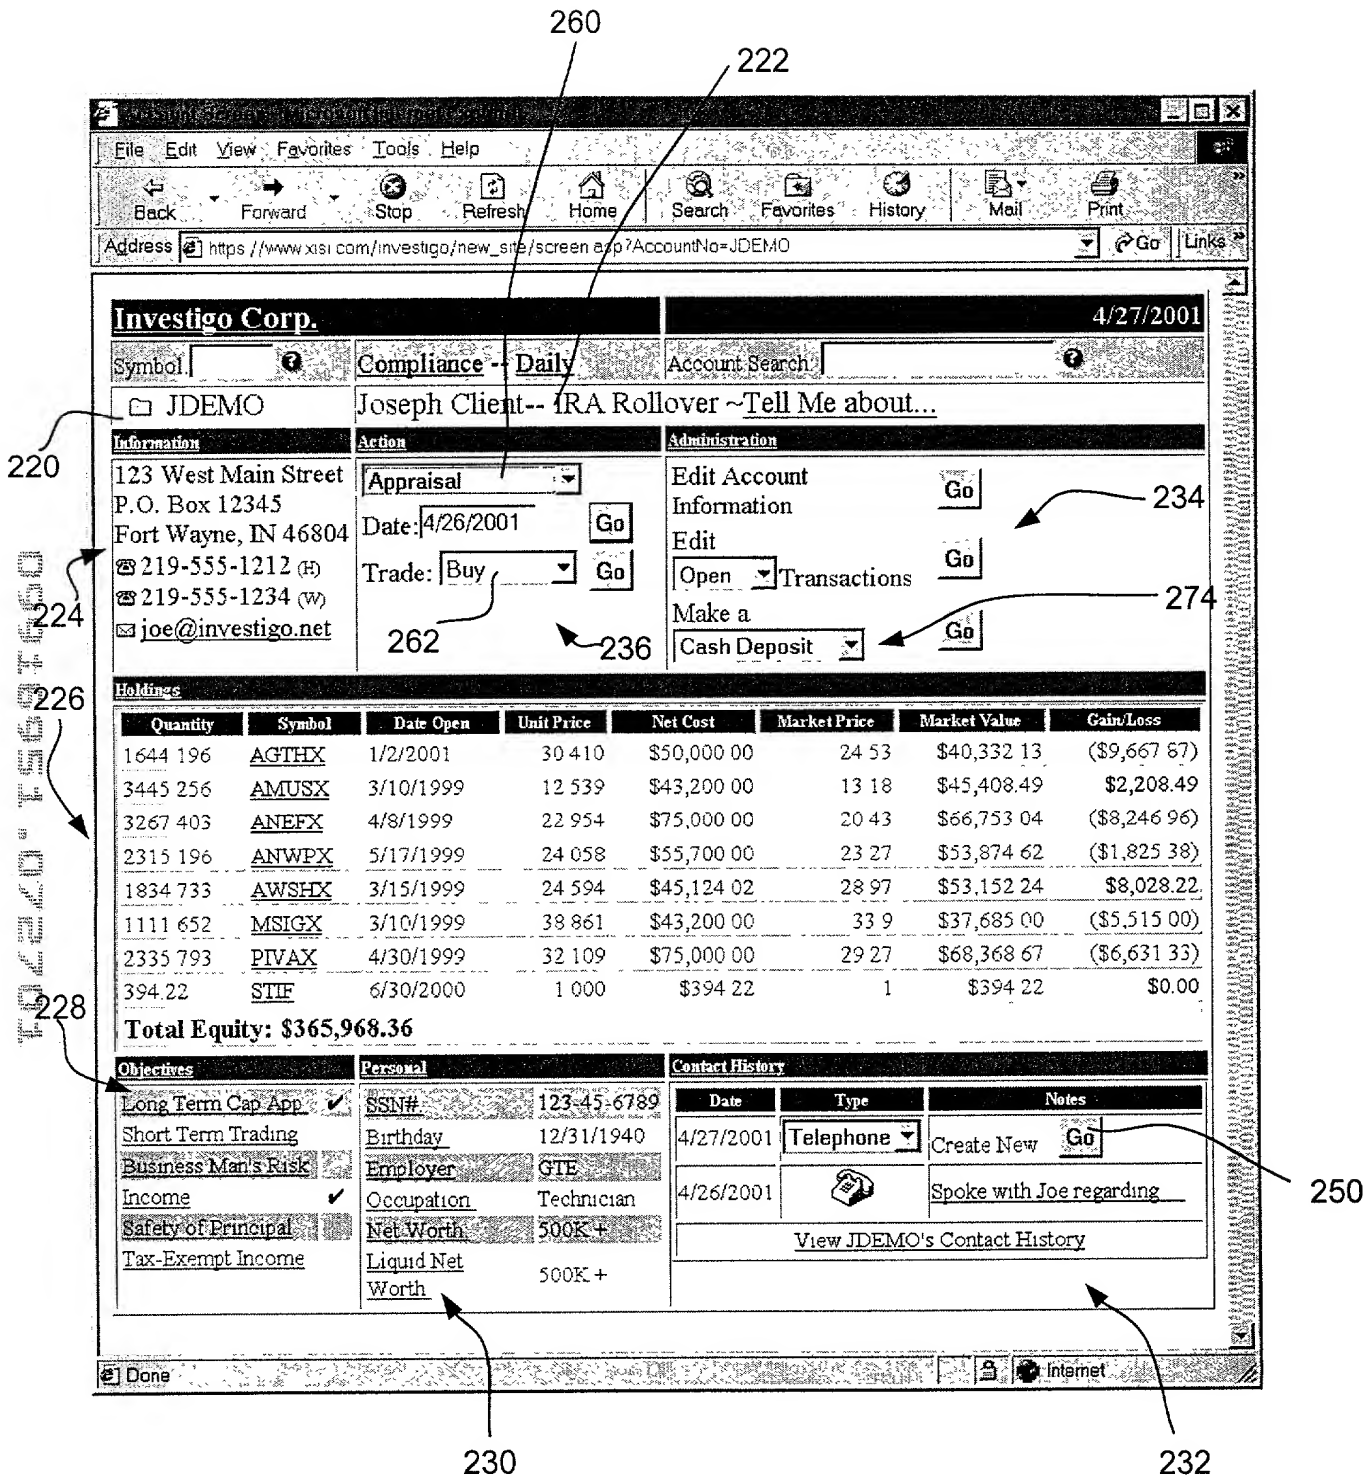 260
222
File Edit View Favorites Tools Help
Back Forward Stop Refresh Home Search Favorites History Mail Print
Address https://www.xisi.com/investigo/new_site/screen.asp?AccountNo=JDEMO Go Links
Investigo Corp. 4/27/2001
Symbol: Compliance -- Daily Account Search:
JDEMO Joseph Client-- IRA Rollover ~Tell Me about...
220
Information Action Administration
123 West Main Street Appraisal Edit Account Information Go
P.O. Box 12345
Fort Wayne, IN 46804 Date: 4/26/2001 Go Edit
234
219-555-1212 (H) Trade: Buy Go Open Transactions Go
219-555-1234 (W) Make a
274
224
joe@investigo.net 262 236 Cash Deposit Go
226
Holdings
Quantity Symbol Date Open Unit Price Net Cost Market Price Market Value Gain/Loss
1644 196 AGTHX 1/2/2001 30 410 $50,000 00 24 53 $40,332 13 ($9,667 87)
3445 256 AMUSX 3/10/1999 12 539 $43,200 00 13 18 $45,408.49 $2,208.49
3267 403 ANEFX 4/8/1999 22 954 $75,000 00 20 43 $66,753 04 ($8,246 96)
2315 196 ANWPX 5/17/1999 24 058 $55,700 00 23 27 $53,874 62 ($1,825 38)
1834 733 AWSHX 3/15/1999 24 594 $45,124 02 28 97 $53,152 24 $8,028.22
1111 652 MSIGX 3/10/1999 38 861 $43,200 00 33 9 $37,685 00 ($5,515 00)
2335 793 PIVAX 4/30/1999 32 109 $75,000 00 29 27 $68,368 67 ($6,631 33)
394.22 STIF 6/30/2000 1 000 $394 22 1 $394 22 $0.00
228
Total Equity: $365,968.36
Objectives Personal Contact History
Long Term Cap App ✔ SSN# 123-45-6789 Date Type Notes
Short Term Trading Birthday 12/31/1940 4/27/2001 Telephone Create New Go
Business Man's Risk Employer GTE
Income ✔ Occupation Technician 4/26/2001 Spoke with Joe regarding
250
Safety of Principal Net Worth 500K +
View JDEMO's Contact History
Tax-Exempt Income Liquid Net Worth 500K +
Done Internet
230
232